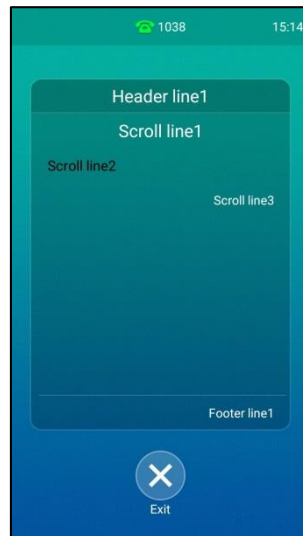 1038 15:14
Header line1
Scroll line1
Scroll line2
Scroll line3
Footer line1
Exit